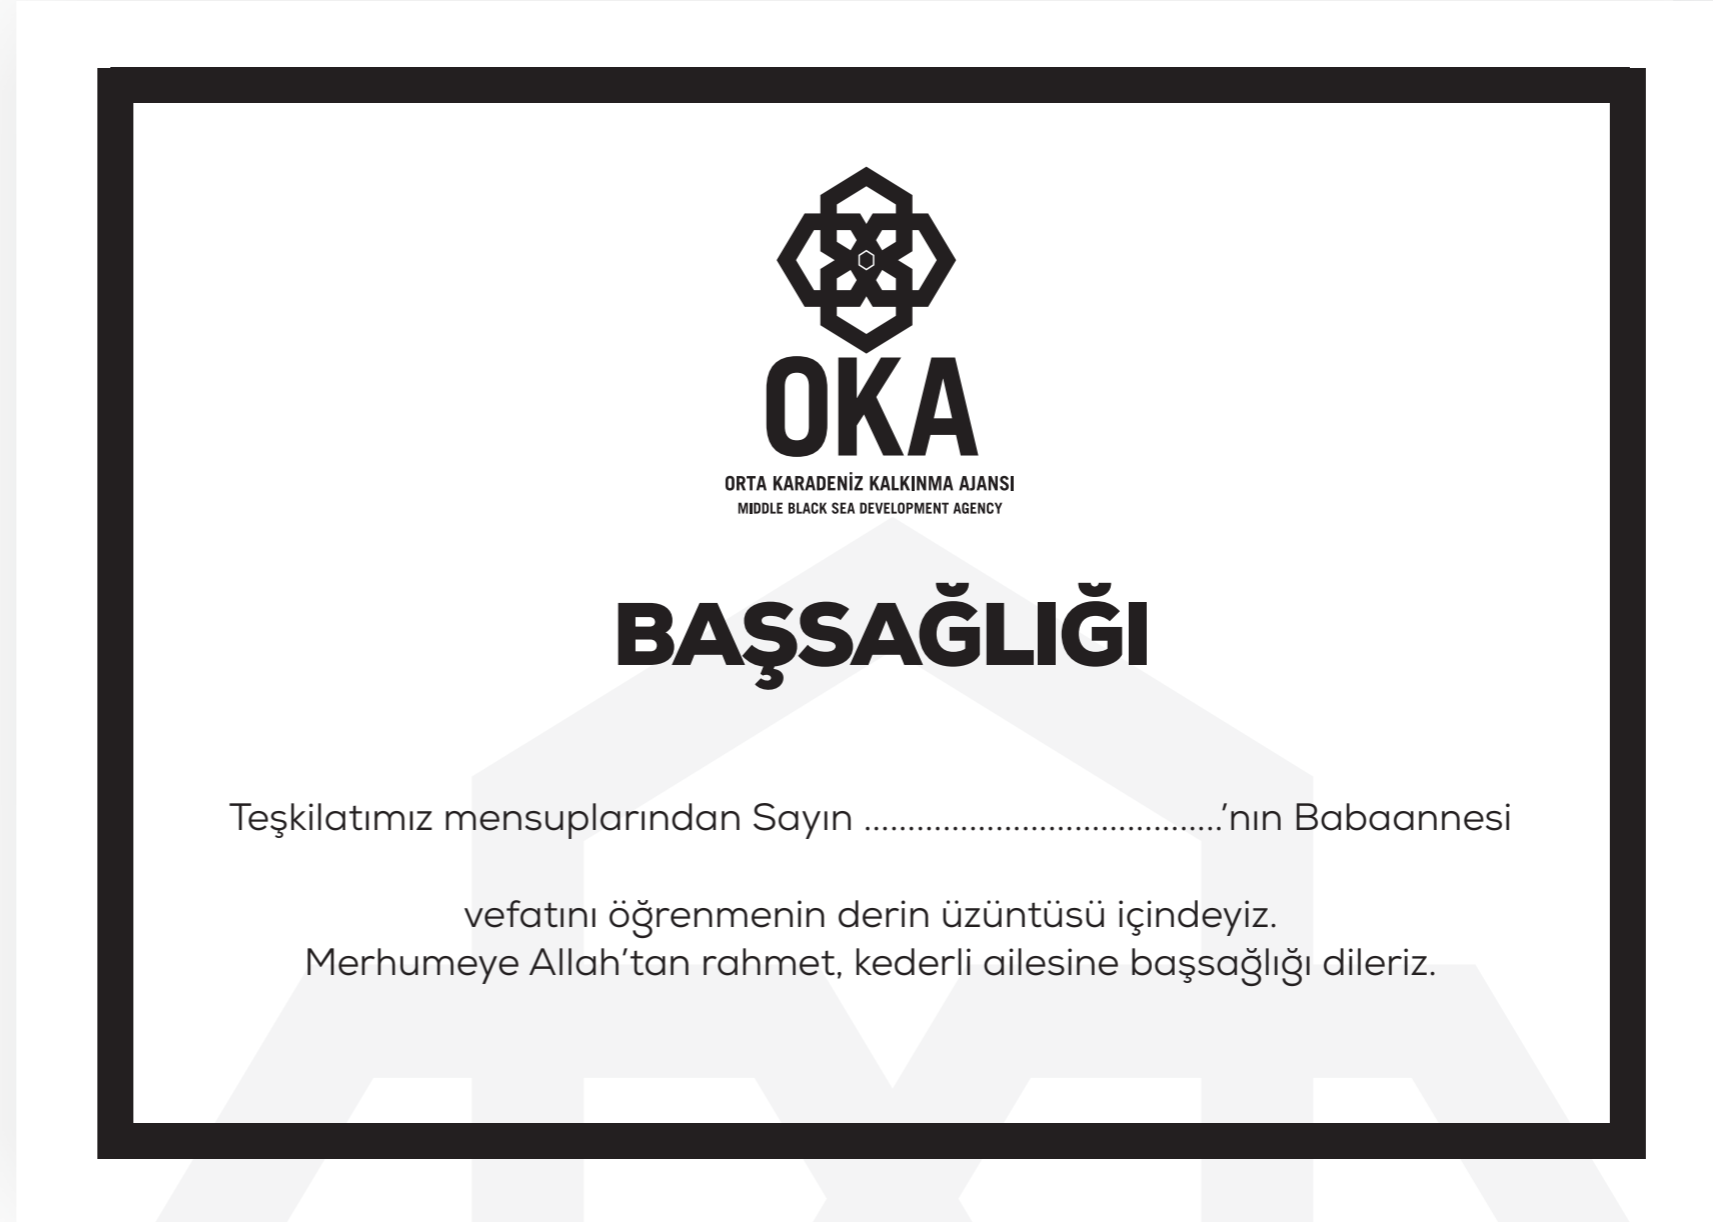 OKA
ORTA KARADENİZ KALKINMA AJANSI
MIDDLE BLACK SEA DEVELOPMENT AGENCY
BAŞSAĞLIĞI
Teşkilatımız mensuplarından Sayın .........................................'nın Babaannesi
vefatını öğrenmenin derin üzüntüsü içindeyiz.
Merhumeye Allah'tan rahmet, kederli ailesine başsağlığı dileriz.